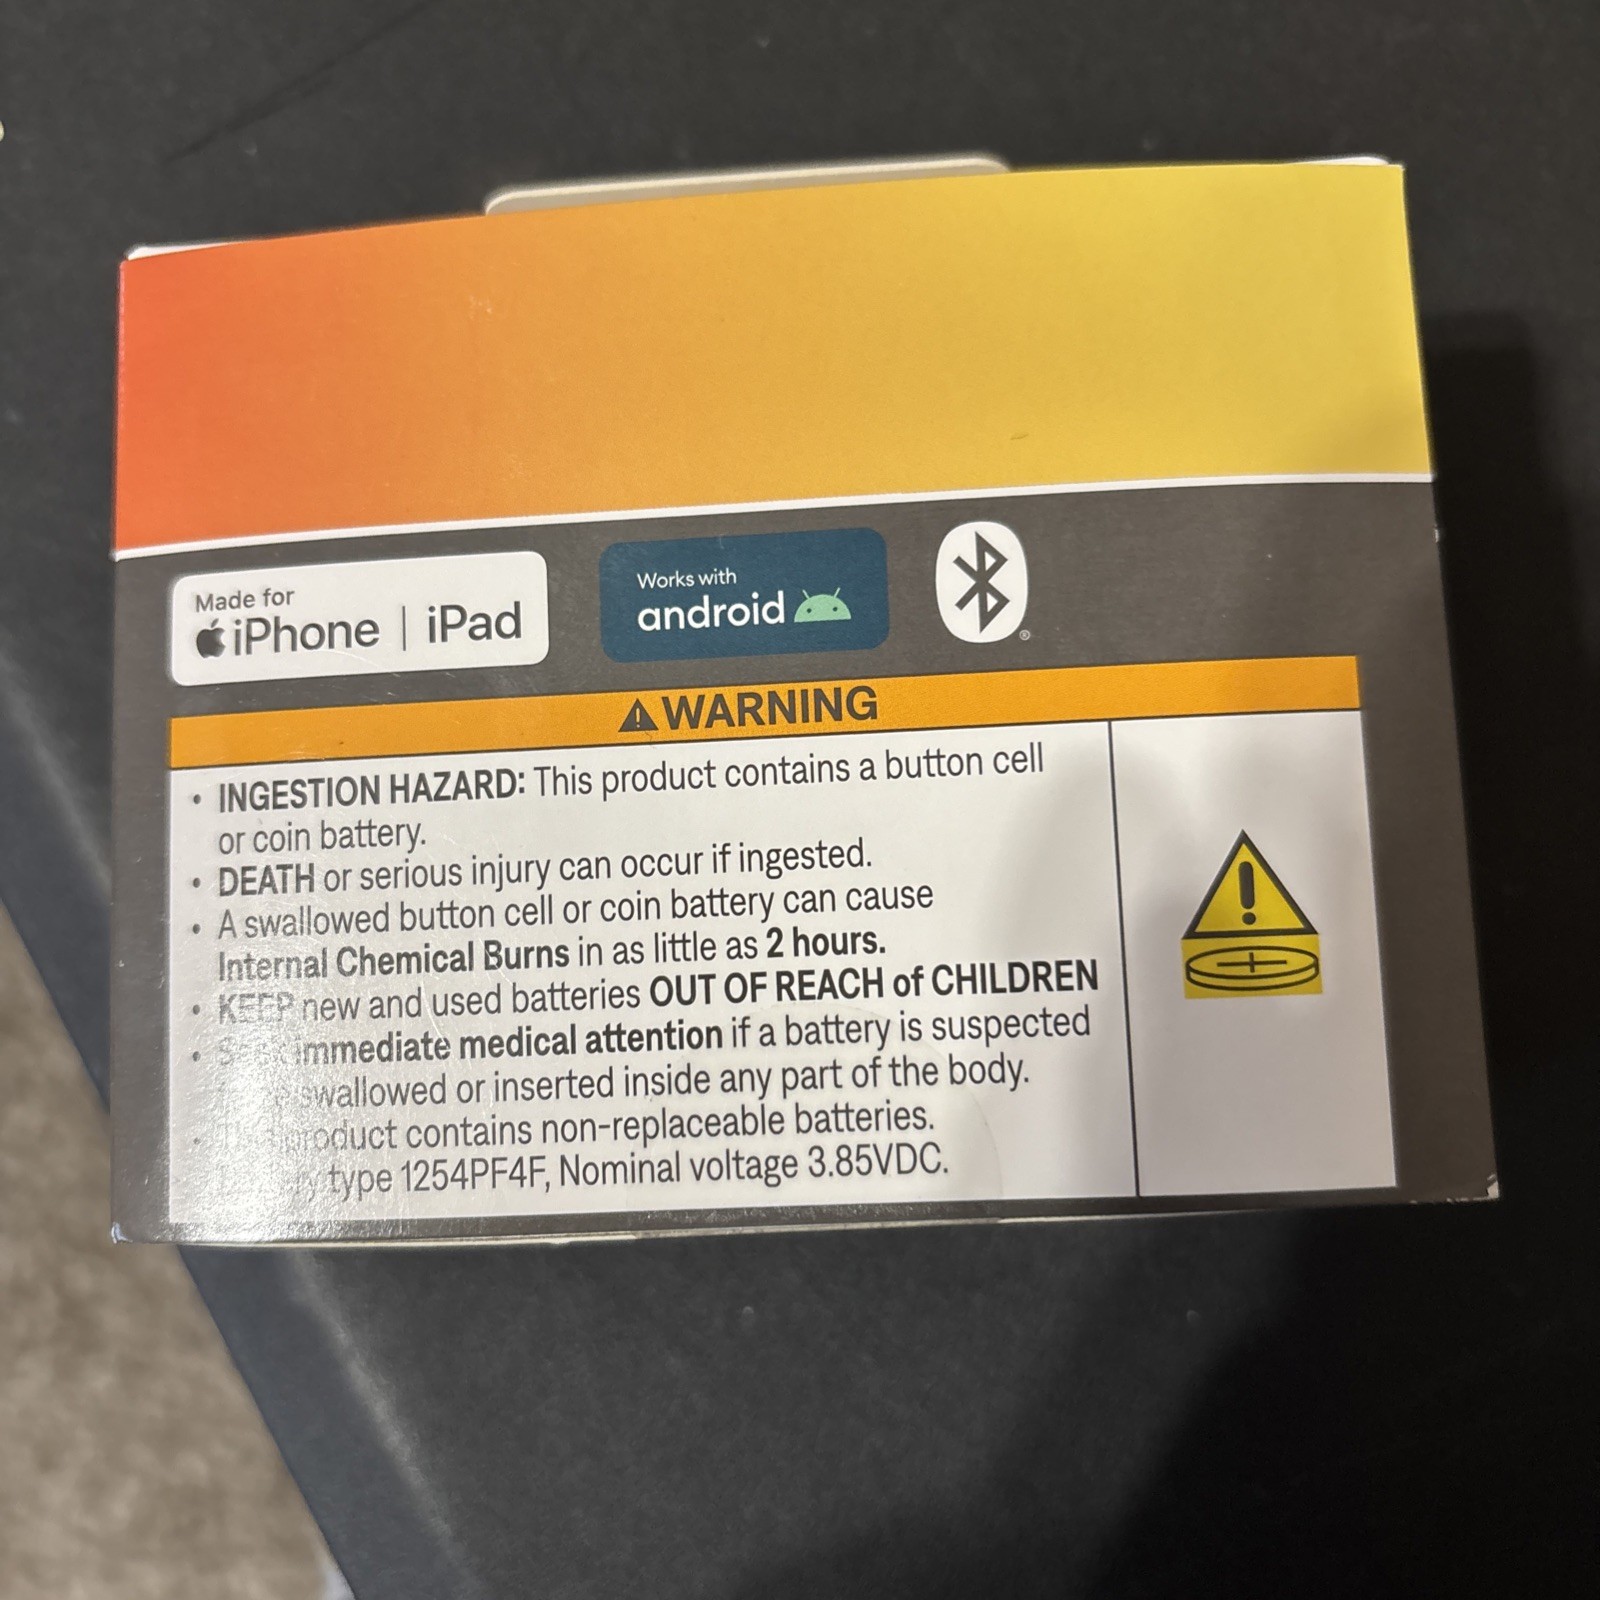 Made for
iPhone | iPad
Works with
android
®
WARNING
• INGESTION HAZARD: This product contains a button cell
or coin battery.
• DEATH or serious injury can occur if ingested.
• A swallowed button cell or coin battery can cause
Internal Chemical Burns in as little as 2 hours.
• KEEP new and used batteries OUT OF REACH of CHILDREN
• immediate medical attention if a battery is suspected
swallowed or inserted inside any part of the body.
• product contains non-replaceable batteries.
type 1254PF4F, Nominal voltage 3.85VDC.